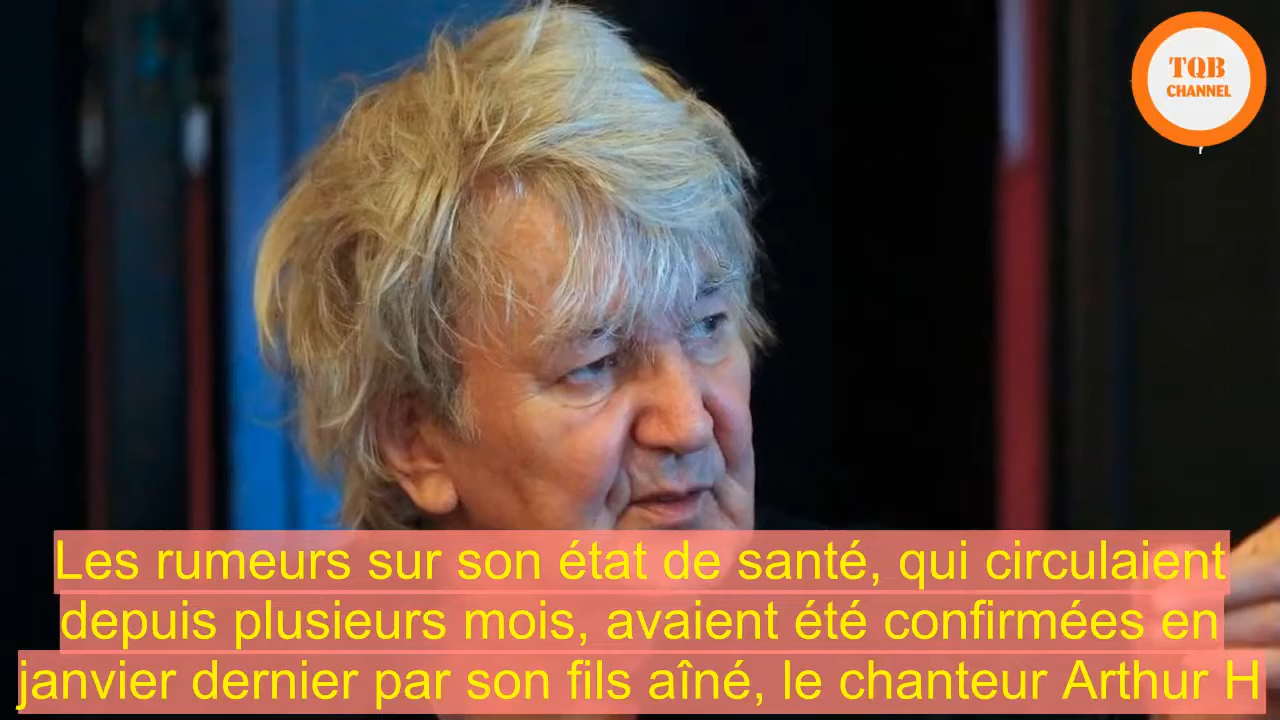 TQB
CHANNEL
r
Les rumeurs sur son état de santé, qui circulaient
depuis plusieurs mois, avaient été confirmées en
janvier dernier par son fils aîné, le chanteur Arthur H